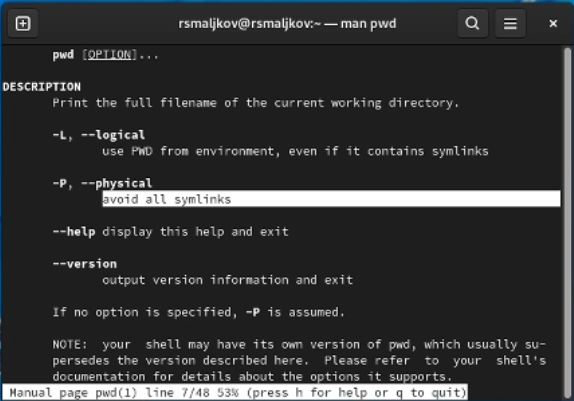 rsmaljkov@rsmaljkov:~ — man pwd
pwd [OPTION]...
DESCRIPTION
Print the full filename of the current working directory.
-L, --logical
use PWD from environment, even if it contains symlinks
-P, --physical
avoid all symlinks
--help display this help and exit
--version
output version information and exit
If no option is specified, -P is assumed.
NOTE:  your  shell may have its own version of pwd, which usually su-
persedes the version described here.  Please refer  to  your  shell's
documentation for details about the options it supports.
Manual page pwd(1) line 7/48 53% (press h for help or q to quit)